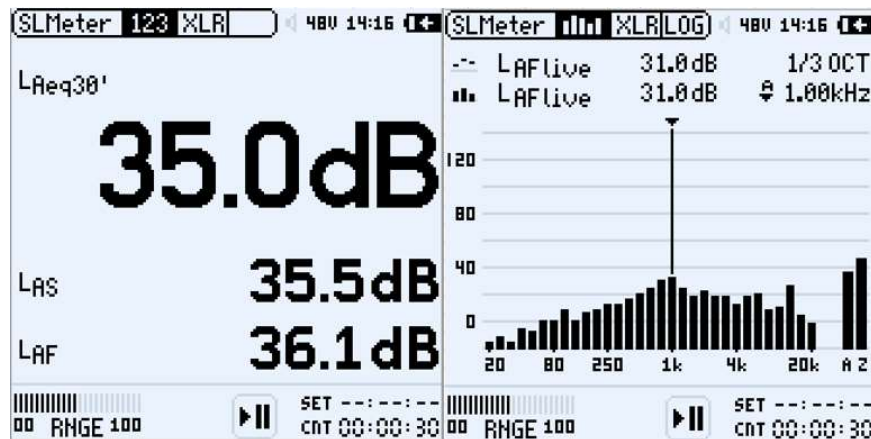 SLMeter 123 XLR 48V 14:16
LAeq30'
35.0dB
LAS 35.5dB
LAF 36.1dB
00 RNGE 100
SET --:--:--
CNT 00:00:30
SLMeter XLR LOG 48V 14:16
LAFlive 31.0dB 1/3 OCT
LAFlive 31.0dB 1.00kHz
120
80
40
0
20 80 250 1k 4k 20k A Z
00 RNGE 100
SET --:--:--
CNT 00:00:30